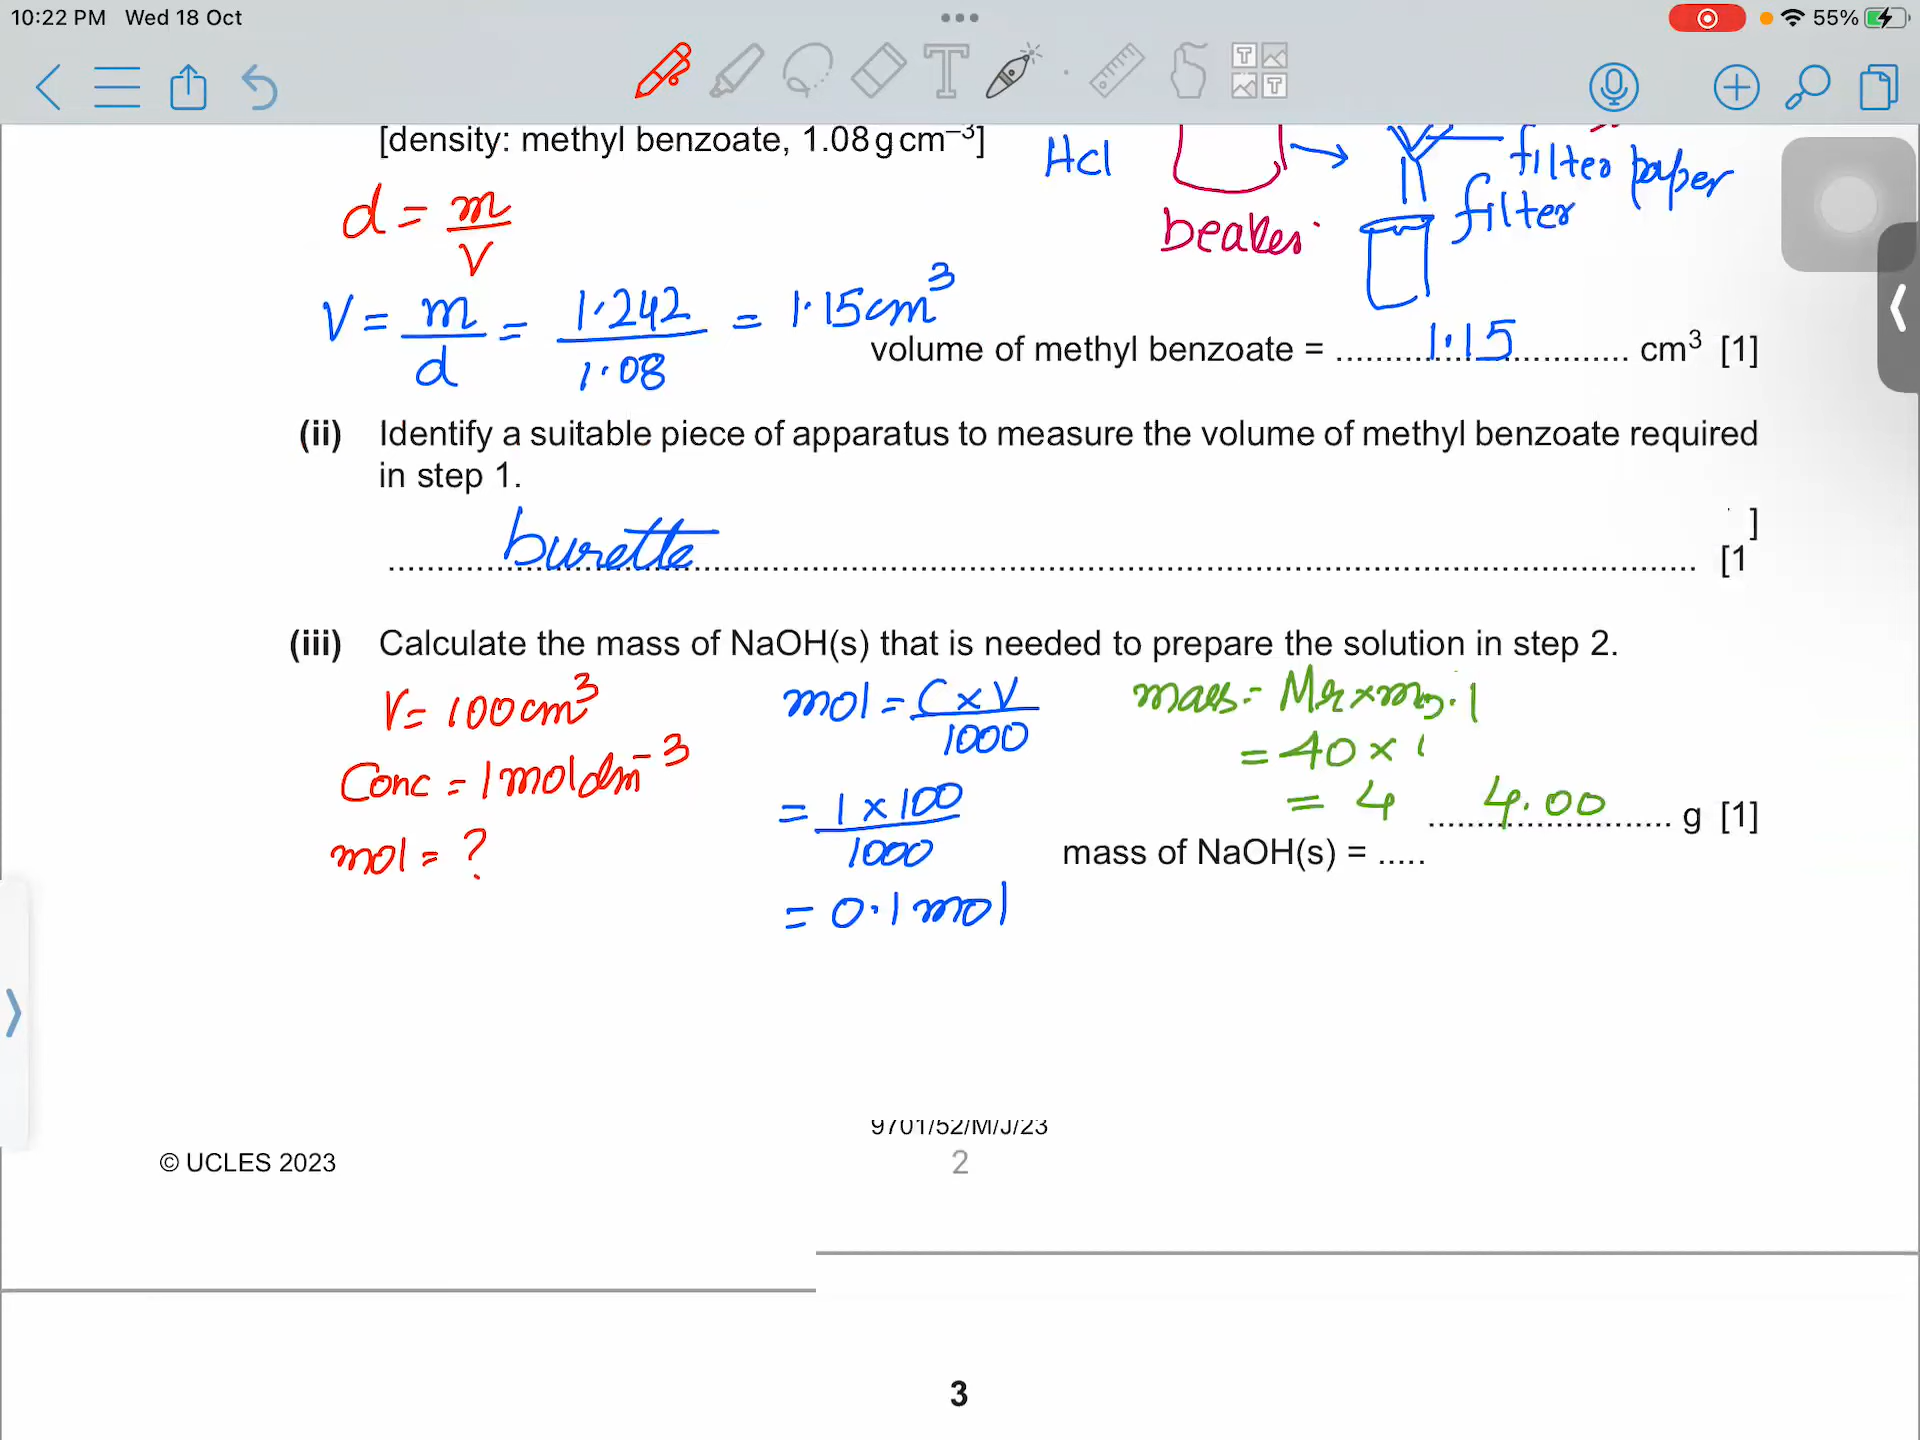 10:22 PM Wed 18 Oct
55%
[density: methyl benzoate, 1.08 g cm⁻³]
HCl
filter paper
filter
beaker
d = m/V
V = m/d = 1.242/1.08 = 1.15 cm³
volume of methyl benzoate = ..............1.15.............. cm³ [1]
(ii) Identify a suitable piece of apparatus to measure the volume of methyl benzoate required
in step 1.
]
burette [1
(iii) Calculate the mass of NaOH(s) that is needed to prepare the solution in step 2.
V = 100 cm³
mol = C × V / 1000
mass = Mr × 
Conc = 1 mol dm⁻³
= 40 ×
= 1 × 100 / 1000
= 4
4.00 g [1]
mol = ?
mass of NaOH(s) = .....
= 0.1 mol
9701/52/M/J/23
© UCLES 2023
2
3